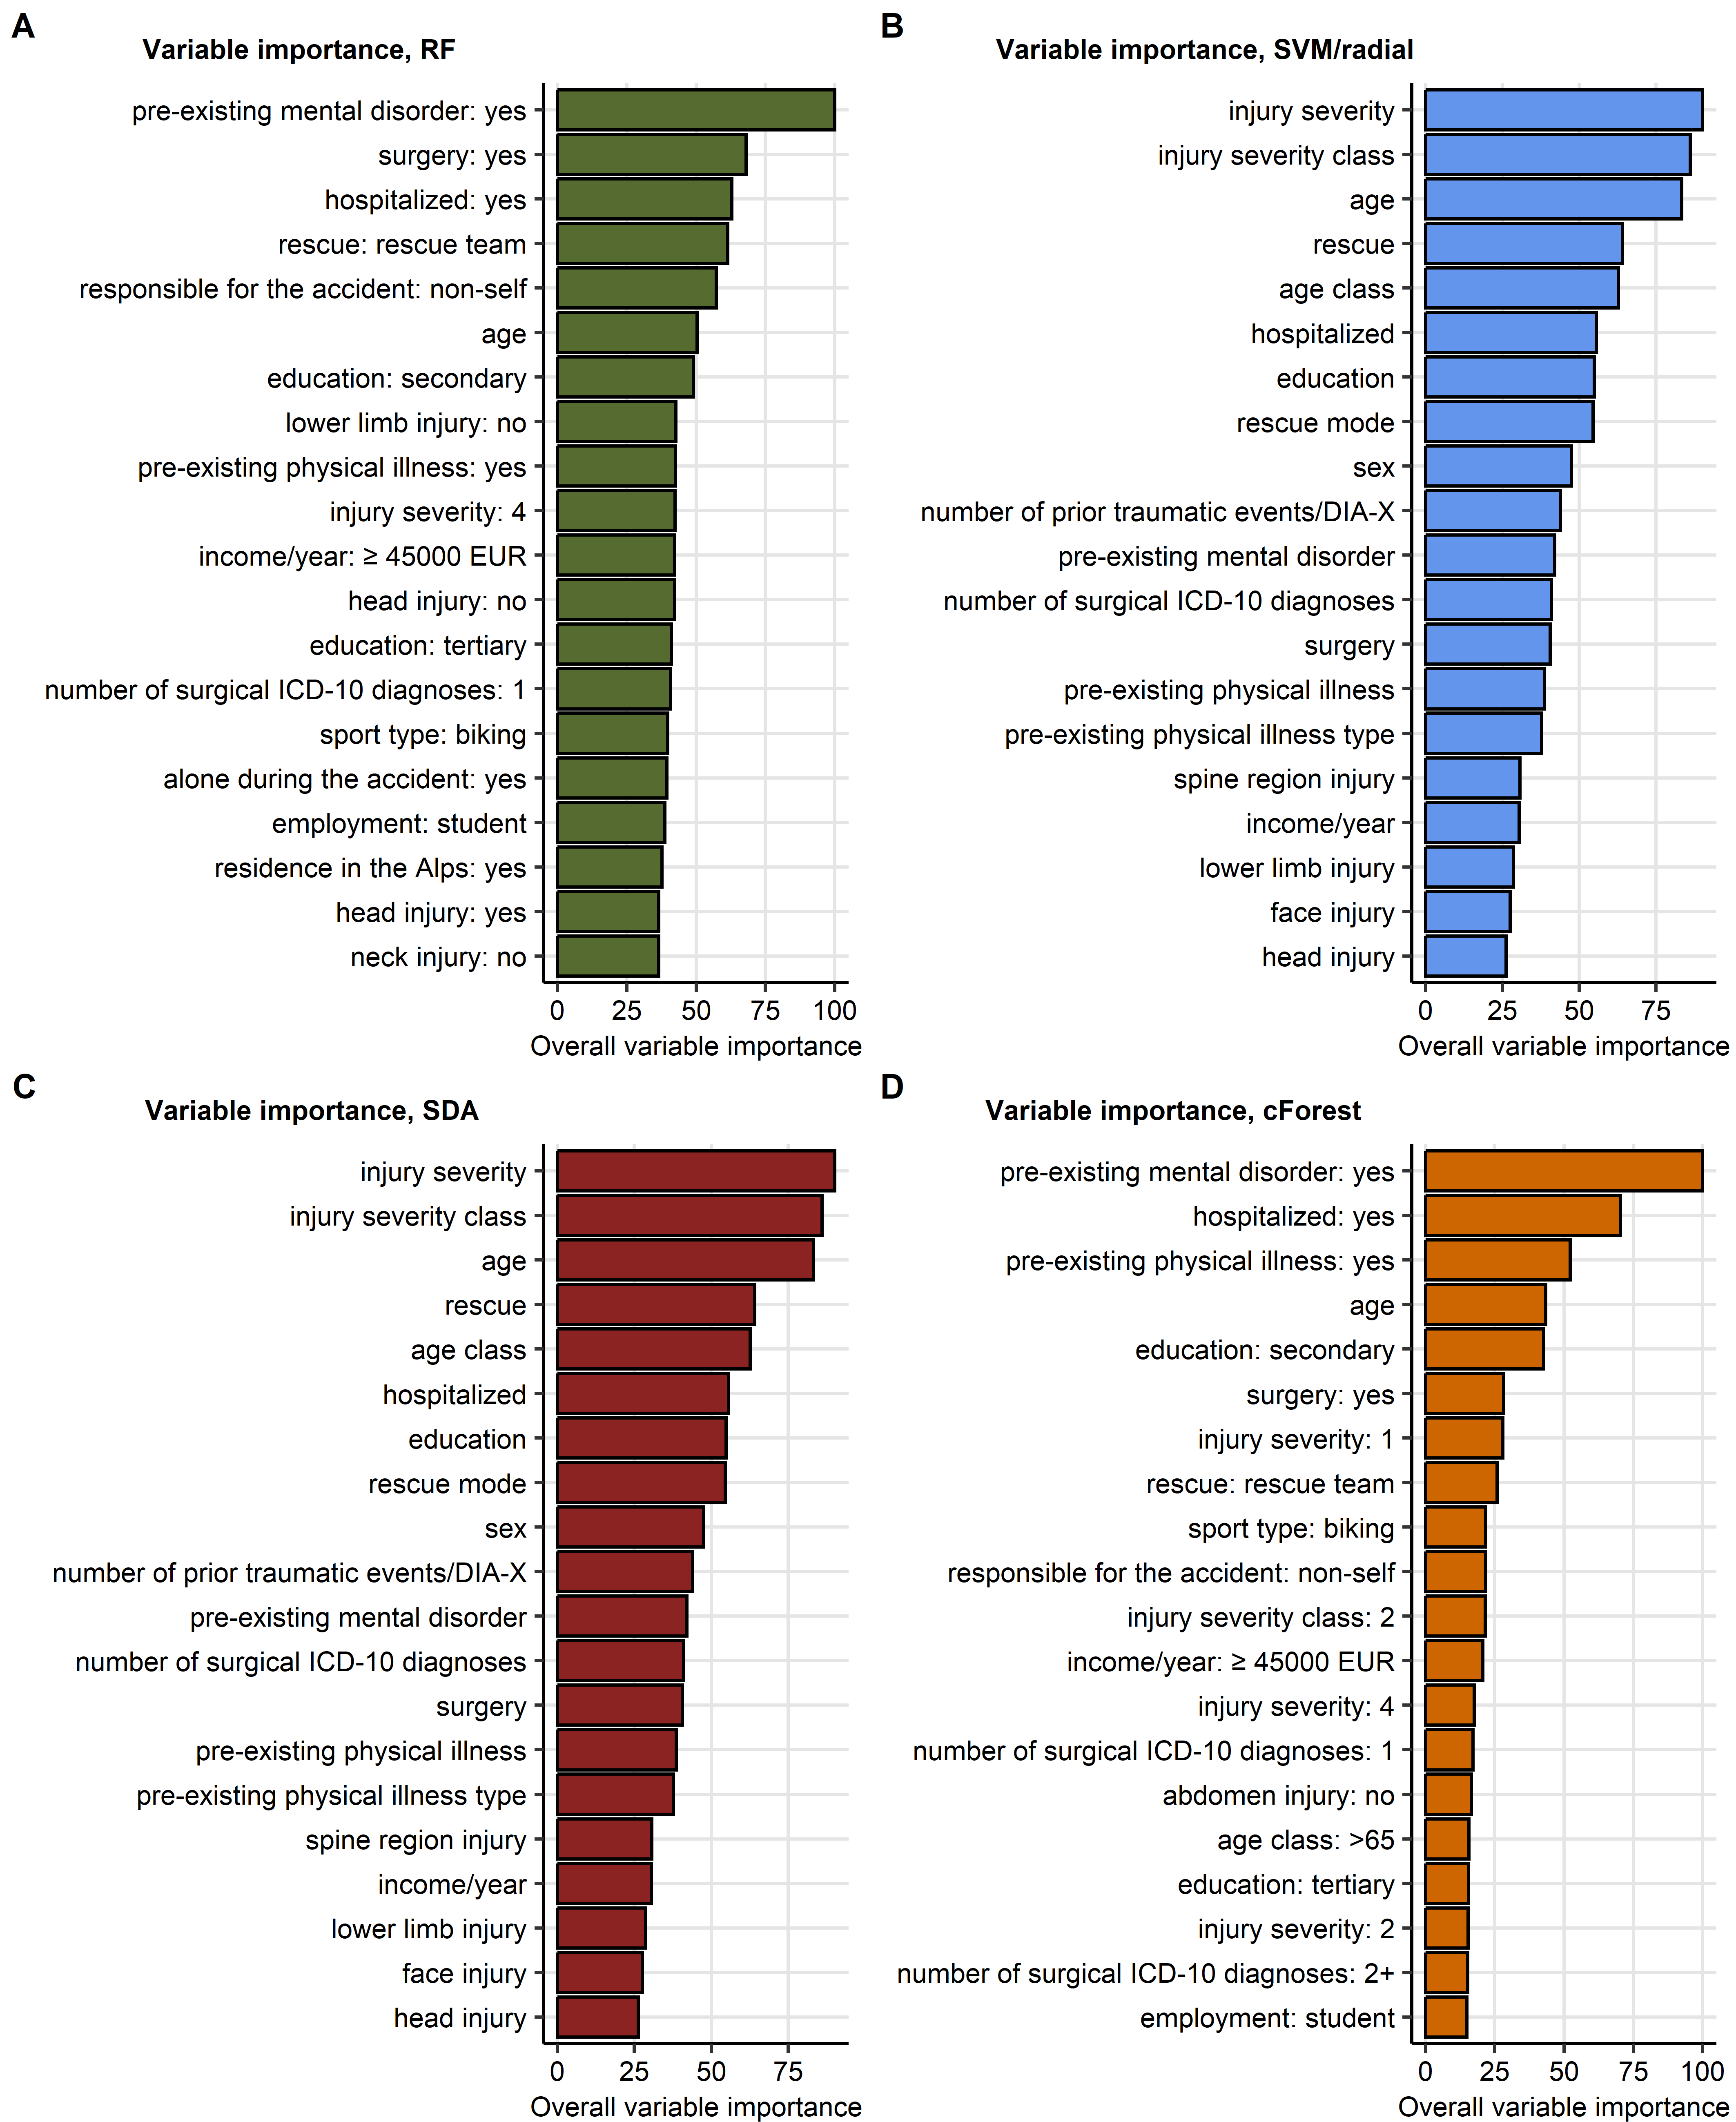 A
Variable importance, RF
pre-existing mental disorder: yes
surgery: yes
hospitalized: yes
rescue: rescue team
responsible for the accident: non-self
age
education: secondary
lower limb injury: no
pre-existing physical illness: yes
injury severity: 4
income/year: ≥ 45000 EUR
head injury: no
education: tertiary
number of surgical ICD-10 diagnoses: 1
sport type: biking
alone during the accident: yes
employment: student
residence in the Alps: yes
head injury: yes
neck injury: no
0 25 50 75 100
Overall variable importance
B
Variable importance, SVM/radial
injury severity
injury severity class
age
rescue
age class
hospitalized
education
rescue mode
sex
number of prior traumatic events/DIA-X
pre-existing mental disorder
number of surgical ICD-10 diagnoses
surgery
pre-existing physical illness
pre-existing physical illness type
spine region injury
income/year
lower limb injury
face injury
head injury
0 25 50 75
Overall variable importance
C
Variable importance, SDA
injury severity
injury severity class
age
rescue
age class
hospitalized
education
rescue mode
sex
number of prior traumatic events/DIA-X
pre-existing mental disorder
number of surgical ICD-10 diagnoses
surgery
pre-existing physical illness
pre-existing physical illness type
spine region injury
income/year
lower limb injury
face injury
head injury
0 25 50 75
Overall variable importance
D
Variable importance, cForest
pre-existing mental disorder: yes
hospitalized: yes
pre-existing physical illness: yes
age
education: secondary
surgery: yes
injury severity: 1
rescue: rescue team
sport type: biking
responsible for the accident: non-self
injury severity class: 2
income/year: ≥ 45000 EUR
injury severity: 4
number of surgical ICD-10 diagnoses: 1
abdomen injury: no
age class: >65
education: tertiary
injury severity: 2
number of surgical ICD-10 diagnoses: 2+
employment: student
0 25 50 75 100
Overall variable importance